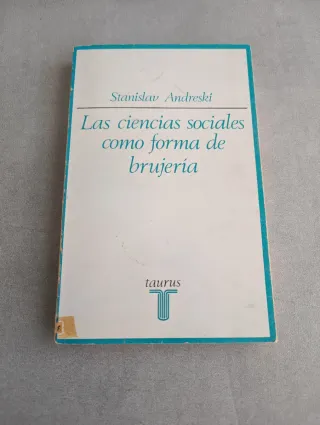 Stanislav Andreski
Las ciencias sociales
como forma de
brujería
taurus